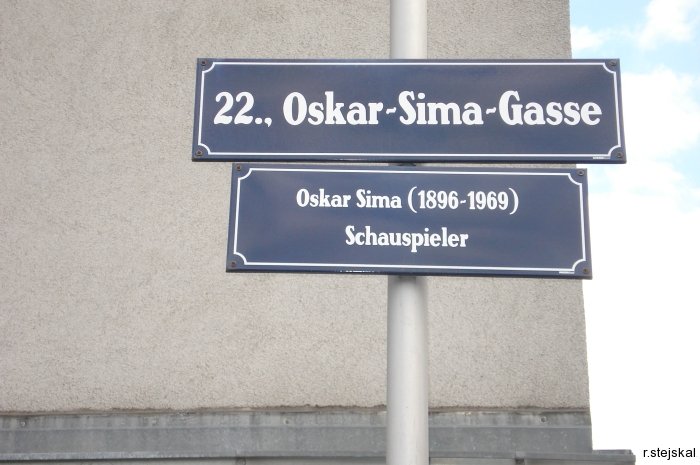 22., Oskar-Sima-Gasse
Oskar Sima (1896-1969)
Schauspieler
r.stejskal